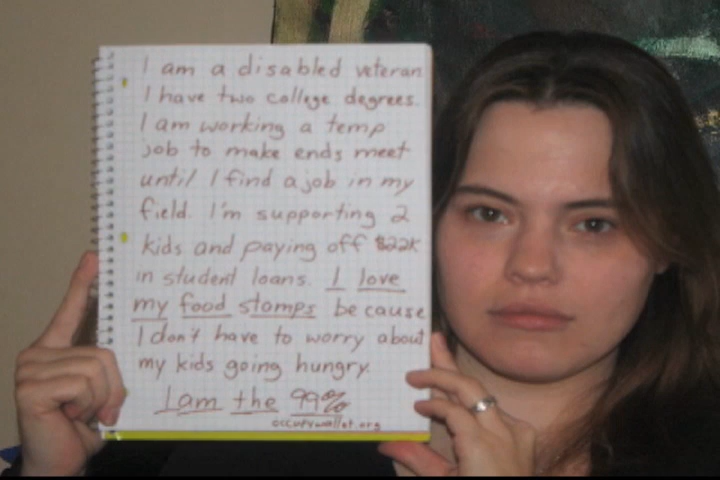 I am a disabled veteran
I have two college degrees.
I am working a temp
job to make ends meet
until I find a job in my
field. I'm supporting 2
kids and paying off $22K
in student loans. I love
my food stamps because
I don't have to worry about
my kids going hungry.
I am the 99%
occupywallst.org